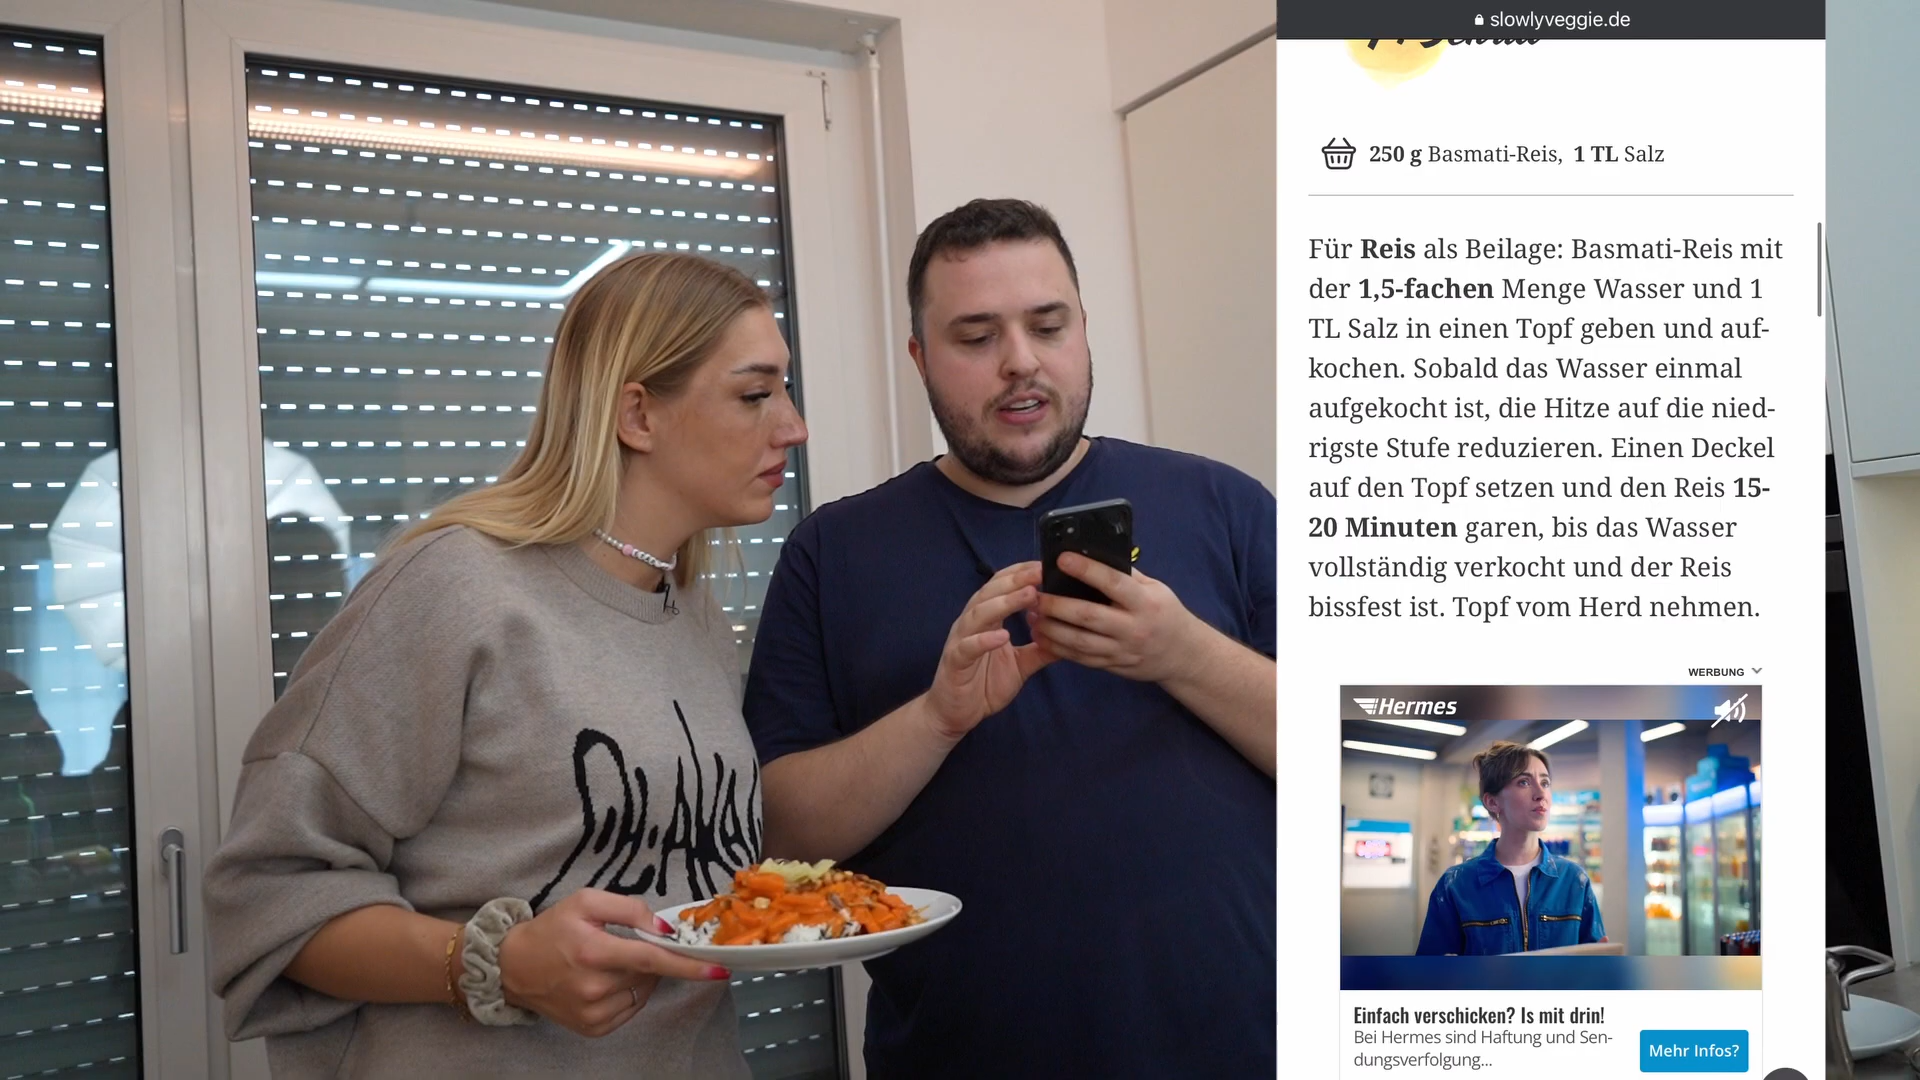 slowlyveggie.de
250 g Basmati-Reis, 1 TL Salz
Für Reis als Beilage: Basmati-Reis mit
der 1,5-fachen Menge Wasser und 1
TL Salz in einen Topf geben und auf-
kochen. Sobald das Wasser einmal
aufgekocht ist, die Hitze auf die nied-
rigste Stufe reduzieren. Einen Deckel
auf den Topf setzen und den Reis 15-
20 Minuten garen, bis das Wasser
vollständig verkocht und der Reis
bissfest ist. Topf vom Herd nehmen.
WERBUNG
Hermes
Einfach verschicken? Is mit drin!
Bei Hermes sind Haftung und Sen-
dungsverfolgung...
Mehr Infos?